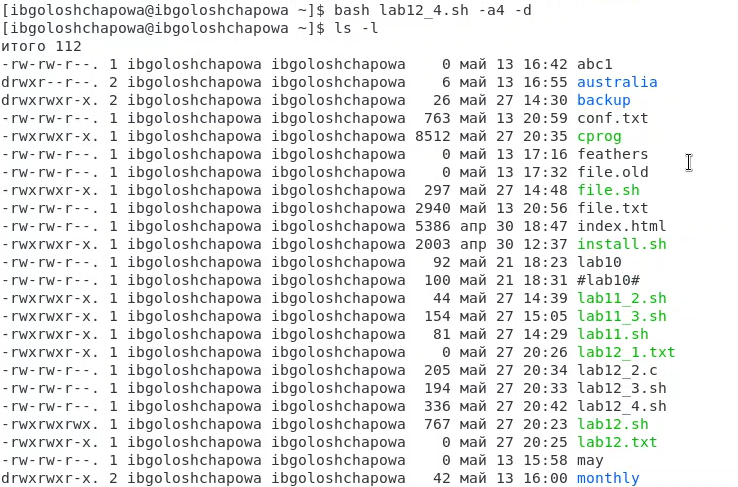 [ibgoloshchapowa@ibgoloshchapowa ~]$ bash lab12_4.sh -a4 -d
[ibgoloshchapowa@ibgoloshchapowa ~]$ ls -l
итого 112
-rw-rw-r--. 1 ibgoloshchapowa ibgoloshchapowa    0 май 13 16:42 abc1
drwxr--r--. 2 ibgoloshchapowa ibgoloshchapowa    6 май 13 16:55 australia
drwxrwxr-x. 2 ibgoloshchapowa ibgoloshchapowa   26 май 27 14:30 backup
-rw-rw-r--. 1 ibgoloshchapowa ibgoloshchapowa  763 май 13 20:59 conf.txt
-rwxrwxr-x. 1 ibgoloshchapowa ibgoloshchapowa 8512 май 27 20:35 cprog
-rw-rw-r--. 1 ibgoloshchapowa ibgoloshchapowa    0 май 13 17:16 feathers
-rw-rw-r--. 1 ibgoloshchapowa ibgoloshchapowa    0 май 13 17:32 file.old
-rwxrwxr-x. 1 ibgoloshchapowa ibgoloshchapowa  297 май 27 14:48 file.sh
-rw-rw-r--. 1 ibgoloshchapowa ibgoloshchapowa 2940 май 13 20:56 file.txt
-rw-rw-r--. 1 ibgoloshchapowa ibgoloshchapowa 5386 апр 30 18:47 index.html
-rwxrwxr-x. 1 ibgoloshchapowa ibgoloshchapowa 2003 апр 30 12:37 install.sh
-rw-rw-r--. 1 ibgoloshchapowa ibgoloshchapowa   92 май 21 18:23 lab10
-rw-rw-r--. 1 ibgoloshchapowa ibgoloshchapowa  100 май 21 18:31 #lab10#
-rwxrwxr-x. 1 ibgoloshchapowa ibgoloshchapowa   44 май 27 14:39 lab11_2.sh
-rwxrwxr-x. 1 ibgoloshchapowa ibgoloshchapowa  154 май 27 15:05 lab11_3.sh
-rwxrwxr-x. 1 ibgoloshchapowa ibgoloshchapowa   81 май 27 14:29 lab11.sh
-rwxrwxr-x. 1 ibgoloshchapowa ibgoloshchapowa    0 май 27 20:26 lab12_1.txt
-rw-rw-r--. 1 ibgoloshchapowa ibgoloshchapowa  205 май 27 20:34 lab12_2.c
-rw-rw-r--. 1 ibgoloshchapowa ibgoloshchapowa  194 май 27 20:33 lab12_3.sh
-rw-rw-r--. 1 ibgoloshchapowa ibgoloshchapowa  336 май 27 20:42 lab12_4.sh
-rwxrwxrwx. 1 ibgoloshchapowa ibgoloshchapowa  767 май 27 20:23 lab12.sh
-rwxrwxr-x. 1 ibgoloshchapowa ibgoloshchapowa    0 май 27 20:25 lab12.txt
-rw-rw-r--. 1 ibgoloshchapowa ibgoloshchapowa    0 май 13 15:58 may
drwxrwxr-x. 2 ibgoloshchapowa ibgoloshchapowa   42 май 13 16:00 monthly